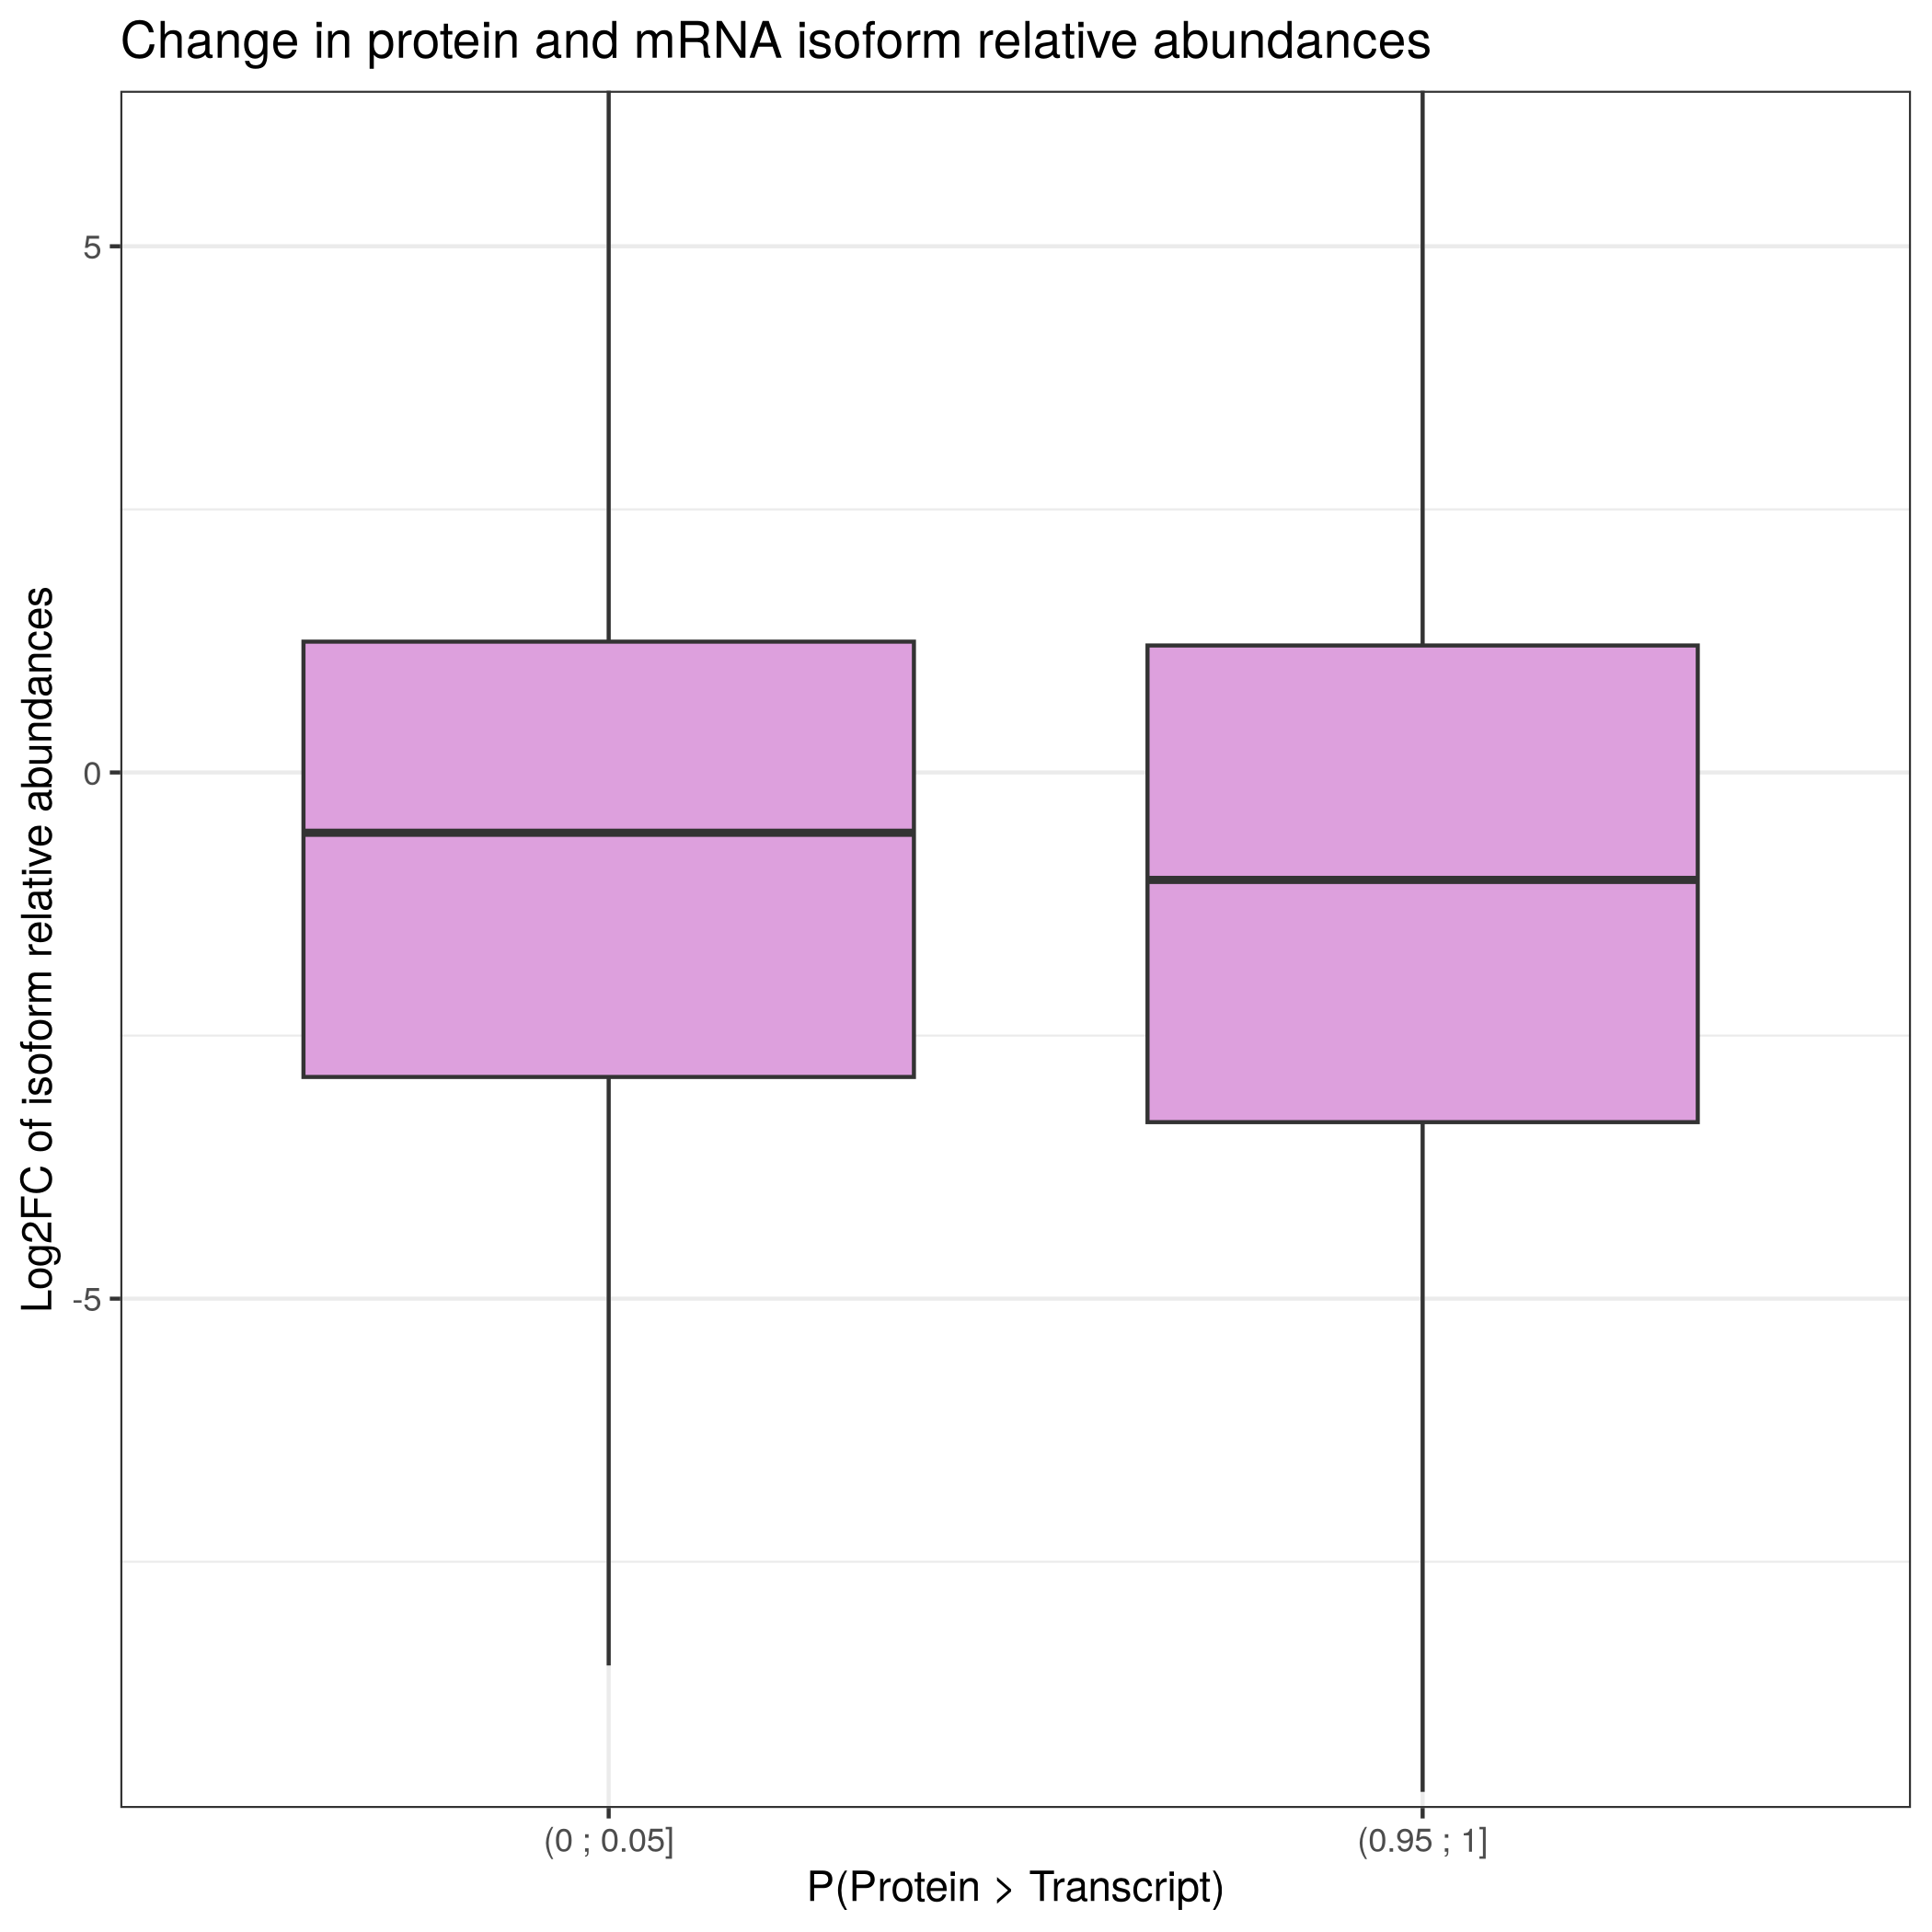 Change in protein and mRNA isoform relative abundances
Log2FC of isoform relative abundances
5
0
-5
(0 ; 0.05]
(0.95 ; 1]
P(Protein > Transcript)